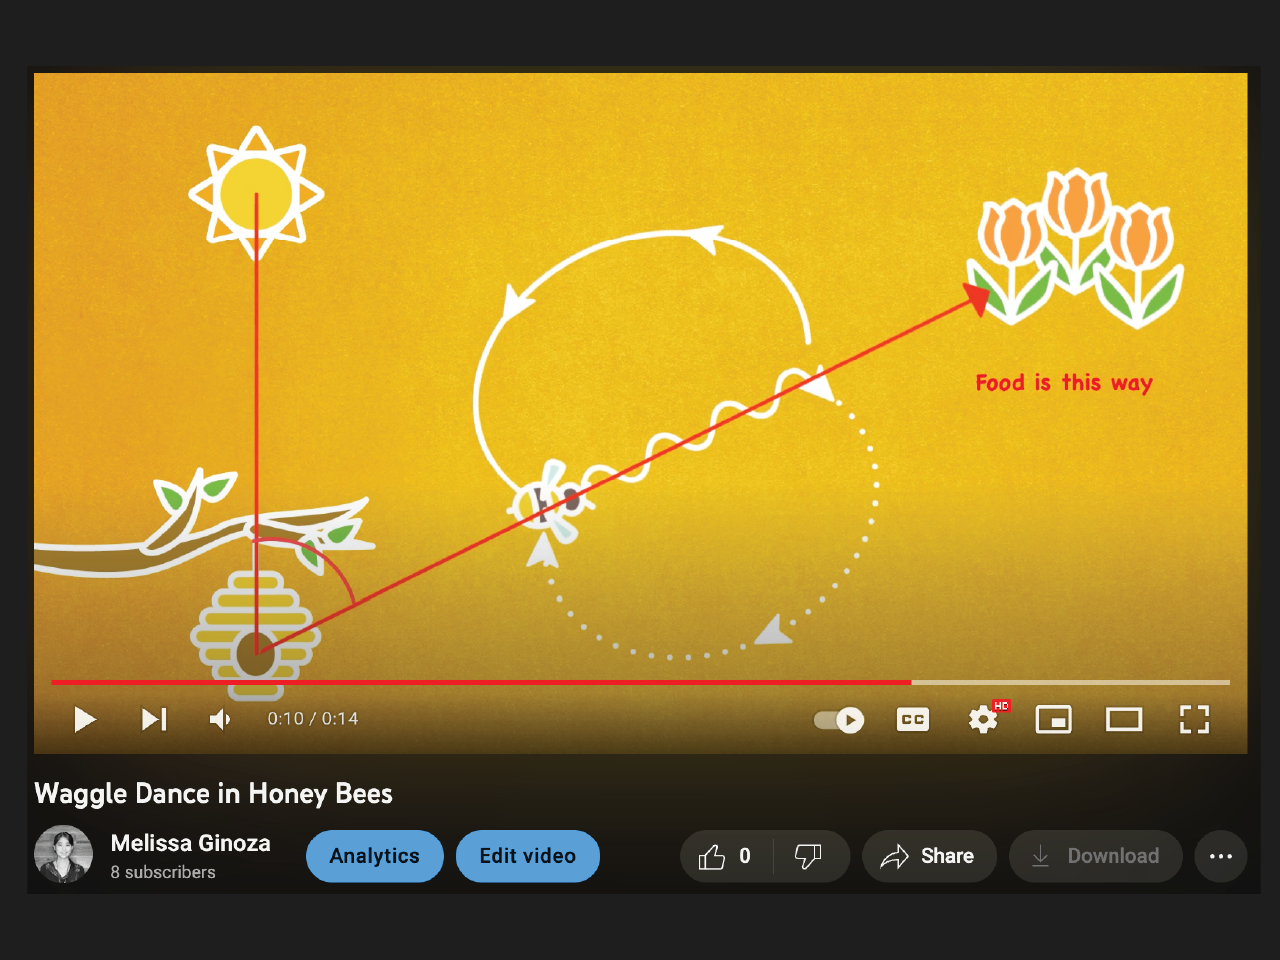 Food is this way
0:10 / 0:14
CC
HD
Waggle Dance in Honey Bees
Melissa Ginoza
8 subscribers
Analytics
Edit video
0
Share
Download